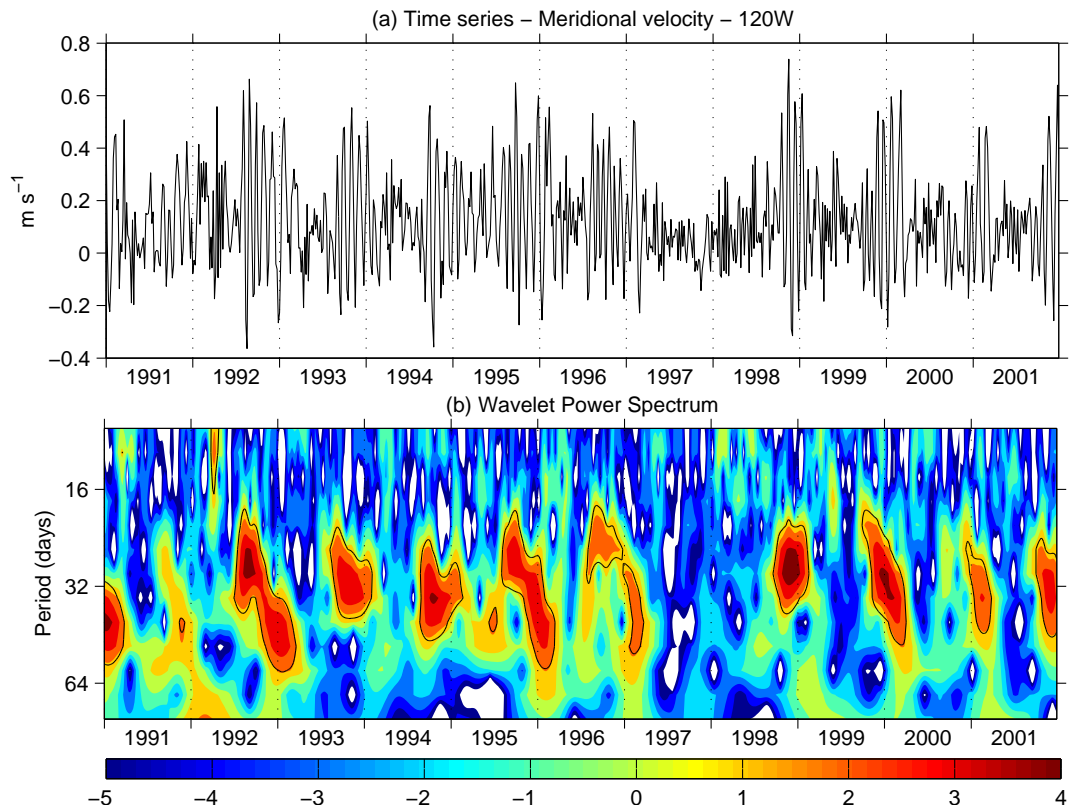 (a) Time series – Meridional velocity – 120W
m s⁻¹
0.8
0.6
0.4
0.2
0
−0.2
−0.4
1991 1992 1993 1994 1995 1996 1997 1998 1999 2000 2001
(b) Wavelet Power Spectrum
Period (days)
16
32
64
1991 1992 1993 1994 1995 1996 1997 1998 1999 2000 2001
−5 −4 −3 −2 −1 0 1 2 3 4